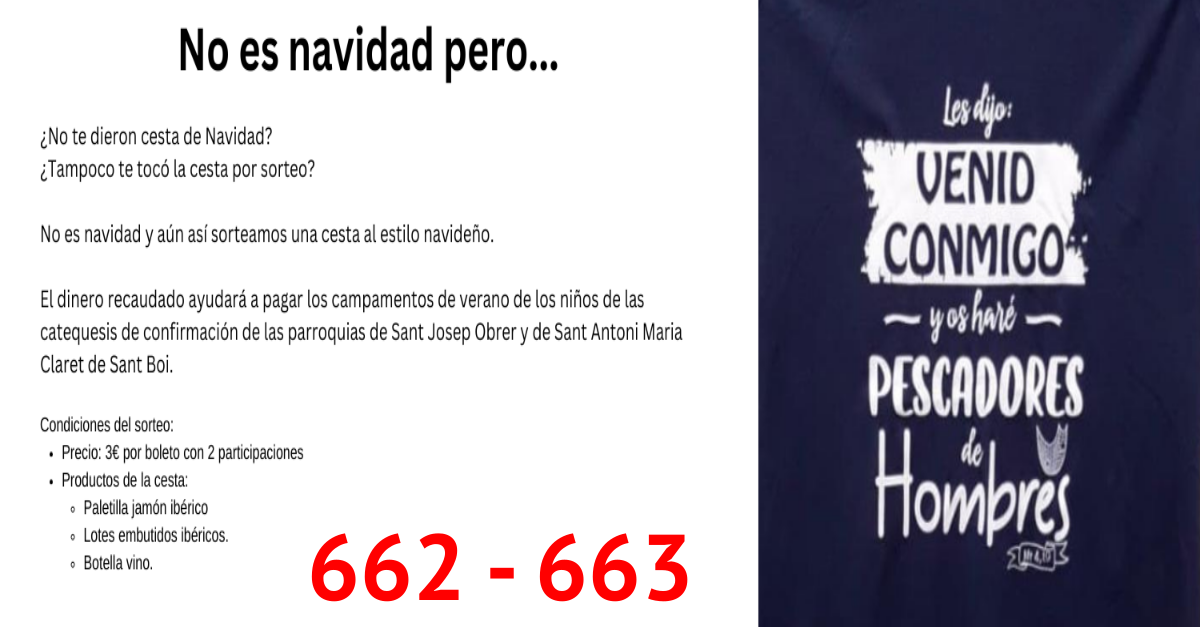 No es navidad pero...
¿No te dieron cesta de Navidad?
¿Tampoco te tocó la cesta por sorteo?
No es navidad y aún así sorteamos una cesta al estilo navideño.
El dinero recaudado ayudará a pagar los campamentos de verano de los niños de las
catequesis de confirmación de las parroquias de Sant Josep Obrer y de Sant Antoni Maria
Claret de Sant Boi.
Condiciones del sorteo:
• Precio: 3€ por boleto con 2 participaciones
• Productos de la cesta:
◦ Paletilla jamón ibérico
◦ Lotes embutidos ibéricos.
◦ Botella vino.
662 - 663
Les dijo:
VENID
CONMIGO
y os haré
PESCADORES
de
Hombres